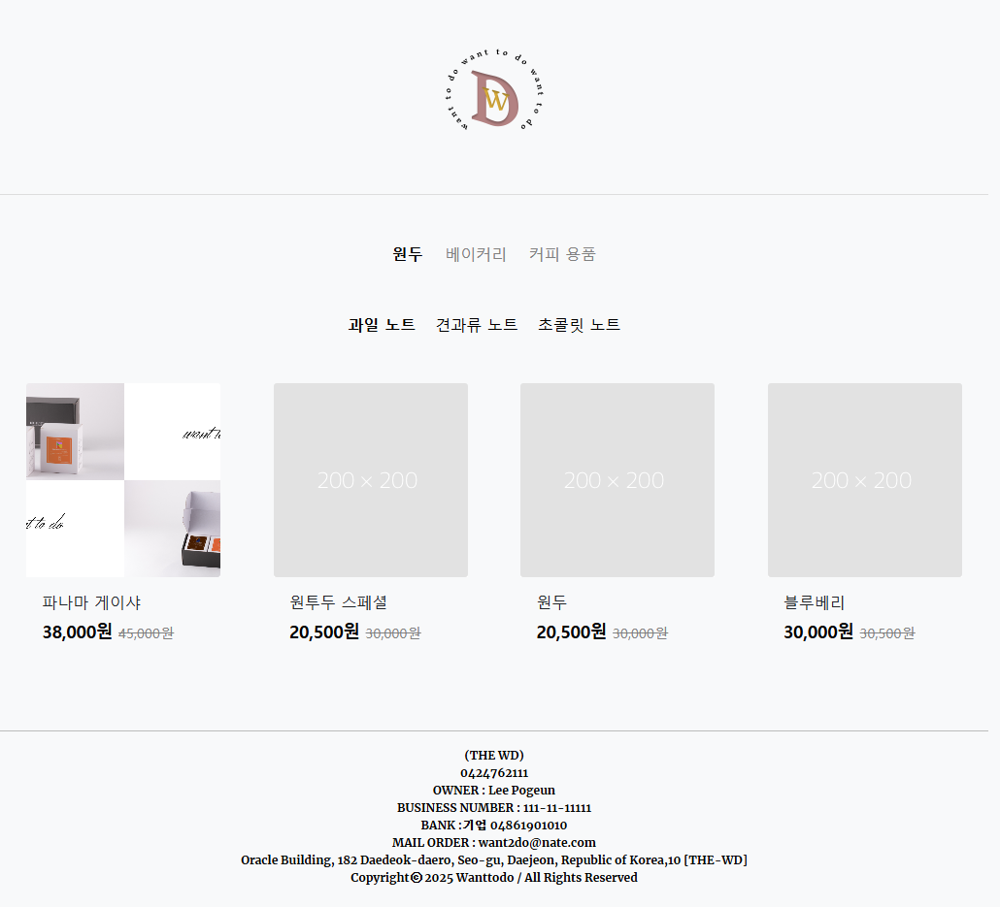 want to do want to do want to do
DW
원두 베이커리 커피 용품
과일 노트 견과류 노트 초콜릿 노트
want to
t to do
200 × 200
200 × 200
200 × 200
파나마 게이샤
38,000원 45,000원
원투두 스페셜
20,500원 30,000원
원두
20,500원 30,000원
블루베리
30,000원 30,500원
(THE WD)
0424762111
OWNER : Lee Pogeun
BUSINESS NUMBER : 111-11-11111
BANK :기업 04861901010
MAIL ORDER : want2do@nate.com
Oracle Building, 182 Daedeok-daero, Seo-gu, Daejeon, Republic of Korea,10 [THE-WD]
Copyright© 2025 Wanttodo / All Rights Reserved